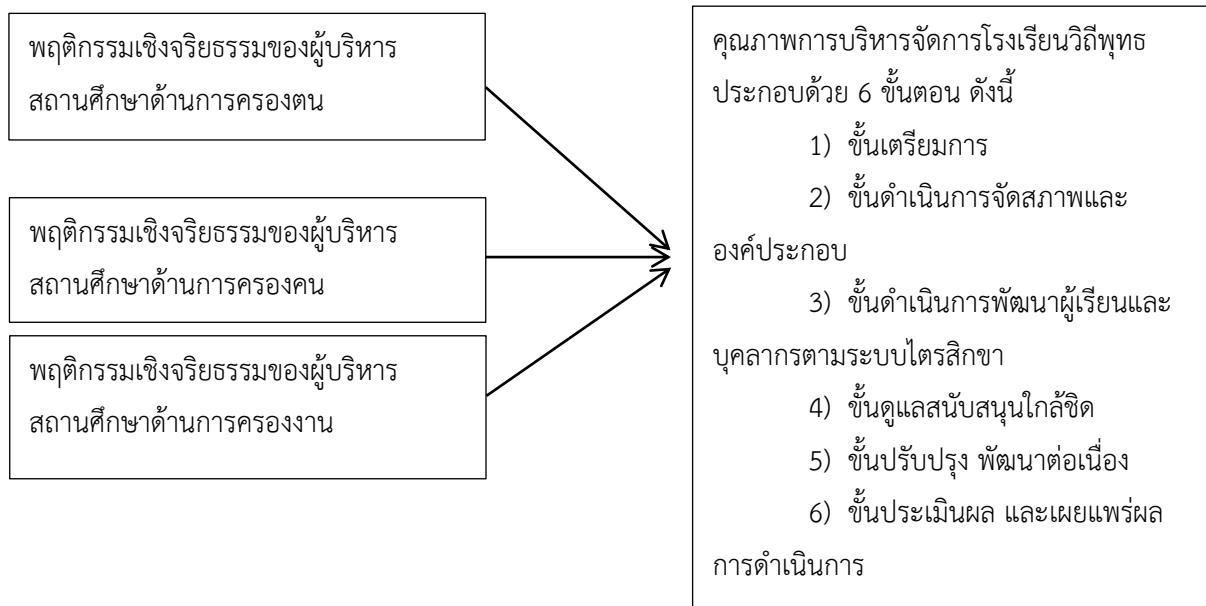 พฤติกรรมเชิงจริยธรรมของผู้บริหาร
สถานศึกษาด้านการครองตน
พฤติกรรมเชิงจริยธรรมของผู้บริหาร
สถานศึกษาด้านการครองคน
พฤติกรรมเชิงจริยธรรมของผู้บริหาร
สถานศึกษาด้านการครองงาน
คุณภาพการบริหารจัดการโรงเรียนวิถีพุทธ
ประกอบด้วย 6 ขั้นตอน ดังนี้
1) ขั้นเตรียมการ
2) ขั้นดำเนินการจัดสภาพและ
องค์ประกอบ
3) ขั้นดำเนินการพัฒนาผู้เรียนและ
บุคลากรตามระบบไตรสิกขา
4) ขั้นดูแลสนับสนุนใกล้ชิด
5) ขั้นปรับปรุง พัฒนาต่อเนื่อง
6) ขั้นประเมินผล และเผยแพร่ผล
การดำเนินการ